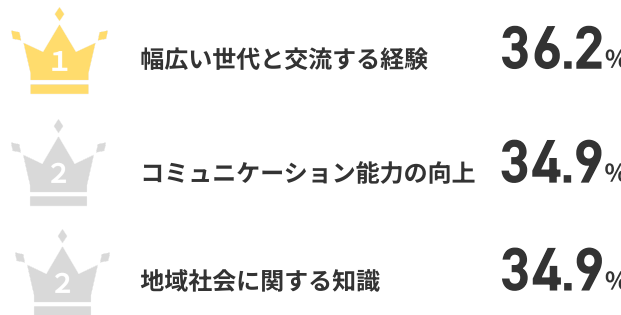 1 幅広い世代と交流する経験 36.2%
2 コミュニケーション能力の向上 34.9%
2 地域社会に関する知識 34.9%